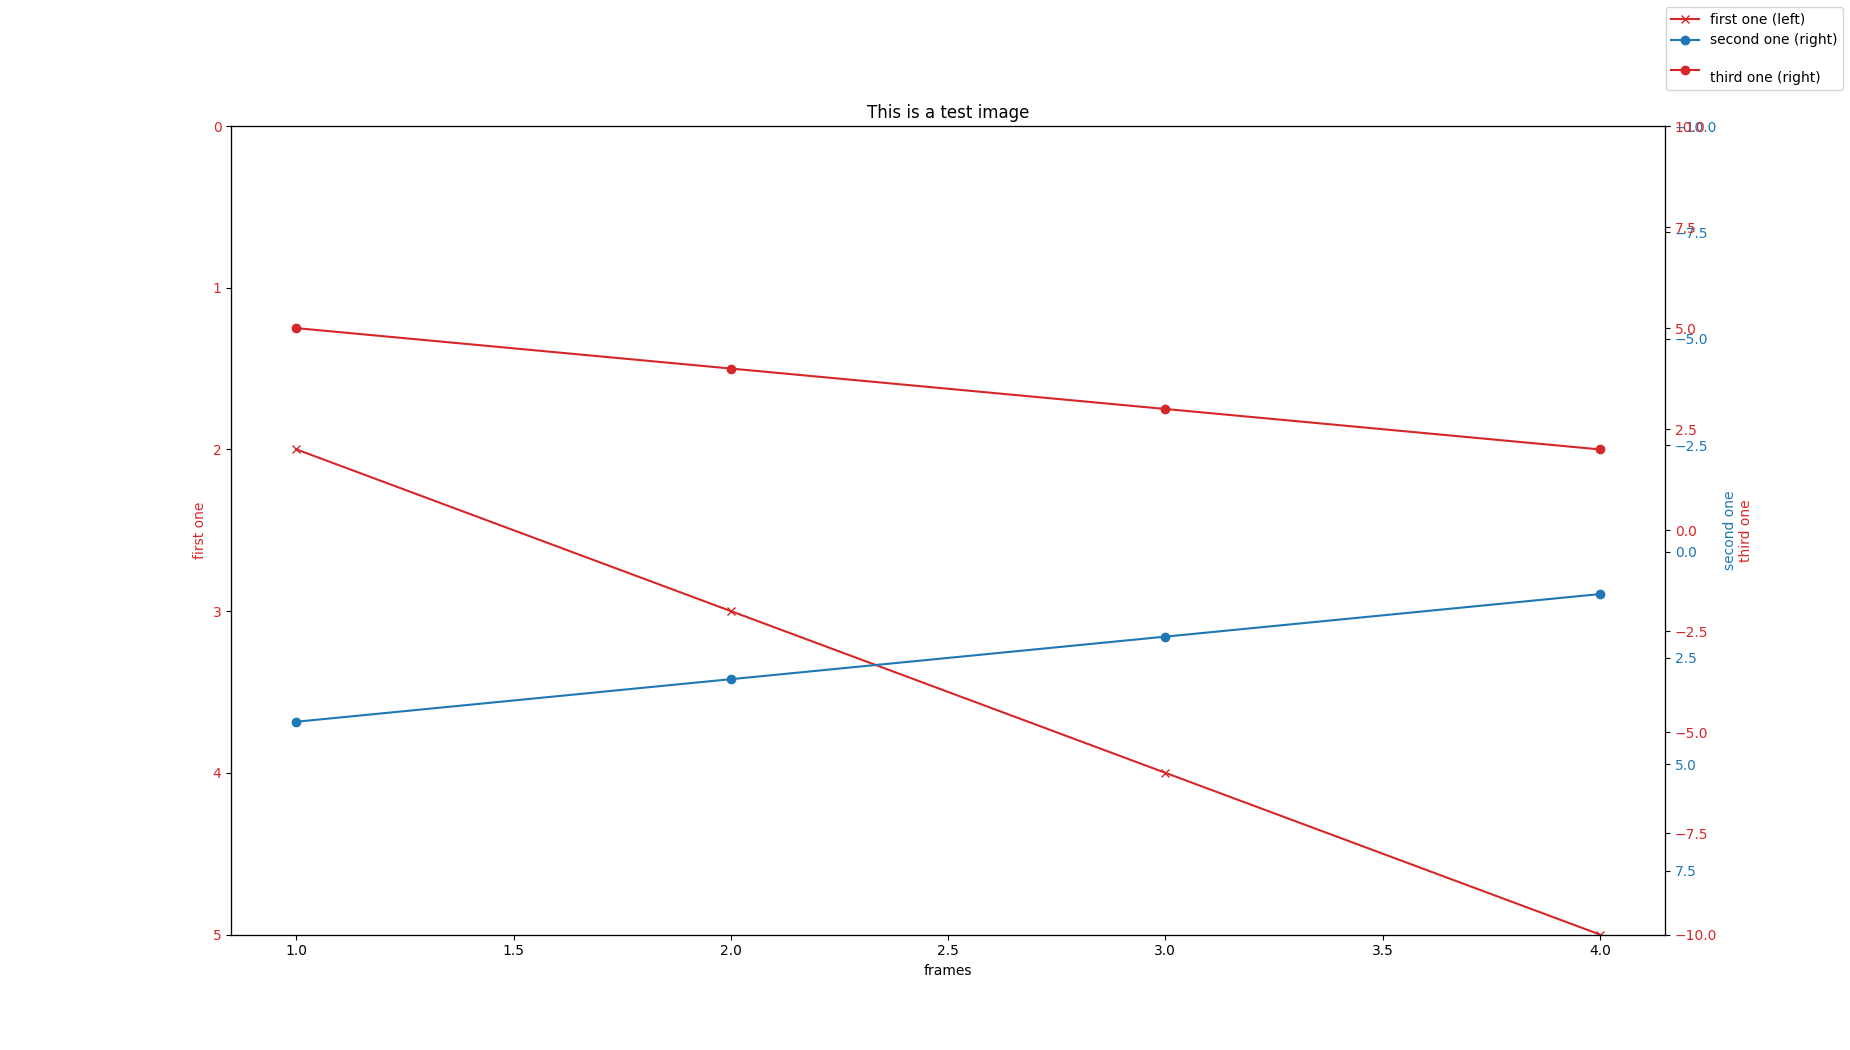 first one (left)
second one (right)
third one (right)
This is a test image
0
1
2
3
4
5
first one
10.0
−10.0
7.5
−7.5
5.0
−5.0
2.5
−2.5
0.0
0.0
−2.5
2.5
−5.0
5.0
−7.5
7.5
−10.0
second one
third one
1.0 1.5 2.0 2.5 3.0 3.5 4.0
frames